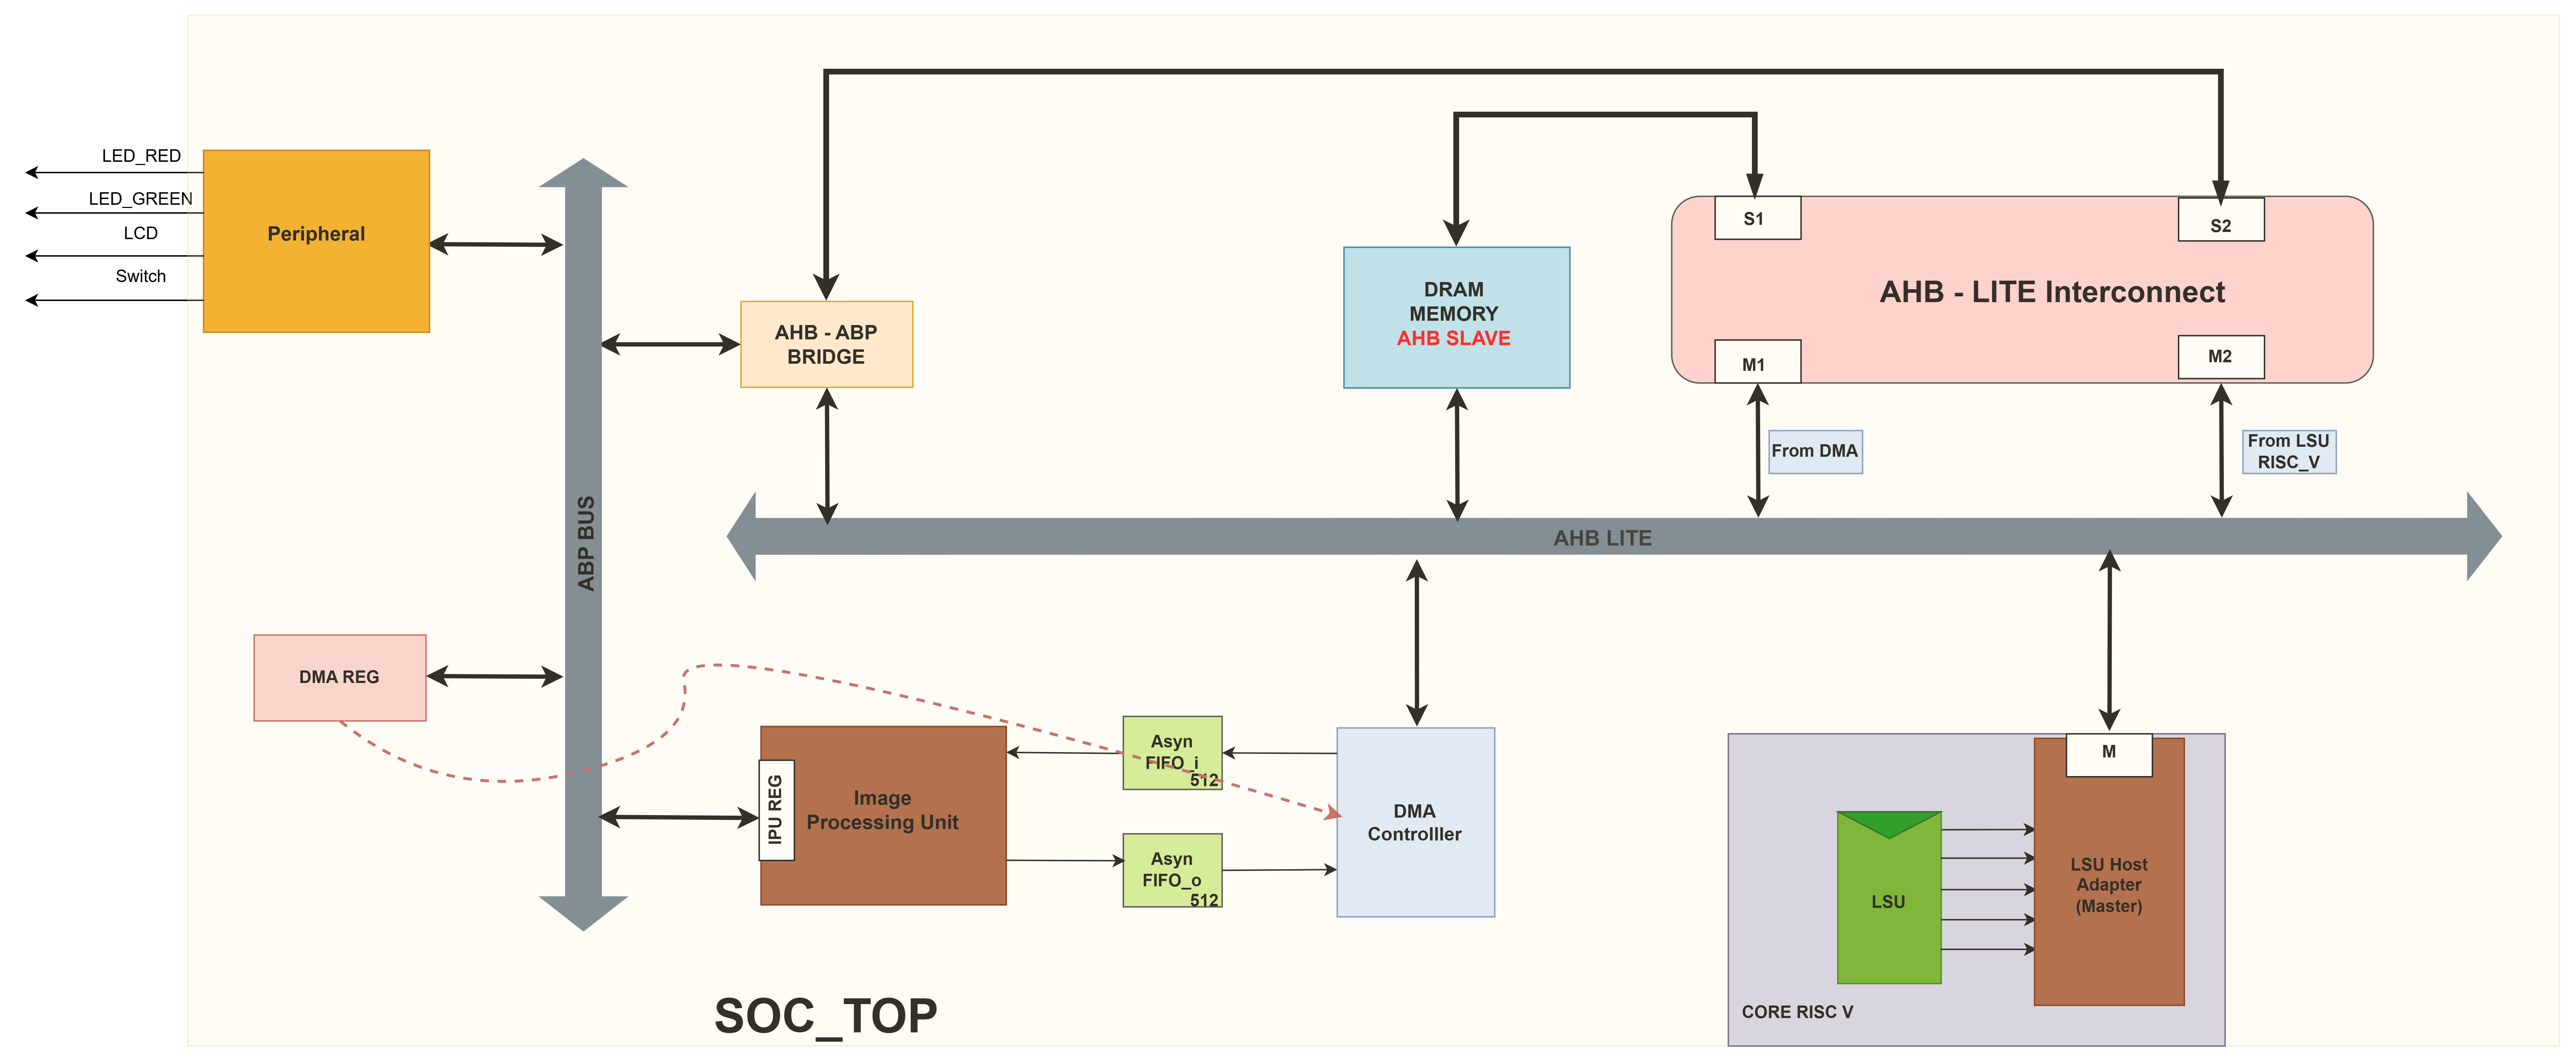 LED_RED
LED_GREEN
LCD
Switch
Peripheral
ABP BUS
AHB - ABP
BRIDGE
DRAM
MEMORY
AHB SLAVE
S1
S2
AHB - LITE Interconnect
M1
M2
From DMA
From LSU
RISC_V
AHB LITE
DMA REG
IPU REG
Image
Processing Unit
Asyn
FIFO_i
512
Asyn
FIFO_o
512
DMA
Controlller
M
LSU
LSU Host
Adapter
(Master)
CORE RISC V
SOC_TOP